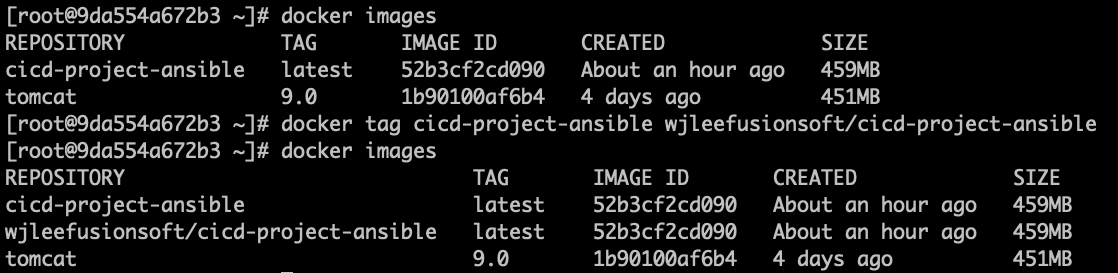 [root@9da554a672b3 ~]# docker images
REPOSITORY TAG IMAGE ID CREATED SIZE
cicd-project-ansible latest 52b3cf2cd090 About an hour ago 459MB
tomcat 9.0 1b90100af6b4 4 days ago 451MB
[root@9da554a672b3 ~]# docker tag cicd-project-ansible wjleefusionsoft/cicd-project-ansible
[root@9da554a672b3 ~]# docker images
REPOSITORY TAG IMAGE ID CREATED SIZE
cicd-project-ansible latest 52b3cf2cd090 About an hour ago 459MB
wjleefusionsoft/cicd-project-ansible latest 52b3cf2cd090 About an hour ago 459MB
tomcat 9.0 1b90100af6b4 4 days ago 451MB